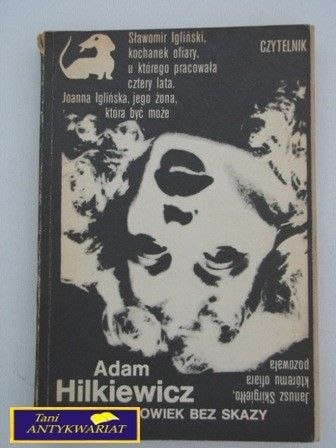 Sławomir Igliński,
kochanek ofiary,
u którego pracowała
cztery lata.
Joanna Iglińska, jego żona,
która być może
CZYTELNIK
Janusz Skirgiełło,
któremu ofiara
pozowała
Adam
Hilkiewicz
OWIEK BEZ SKAZY
Tani
ANTYKWARIAT